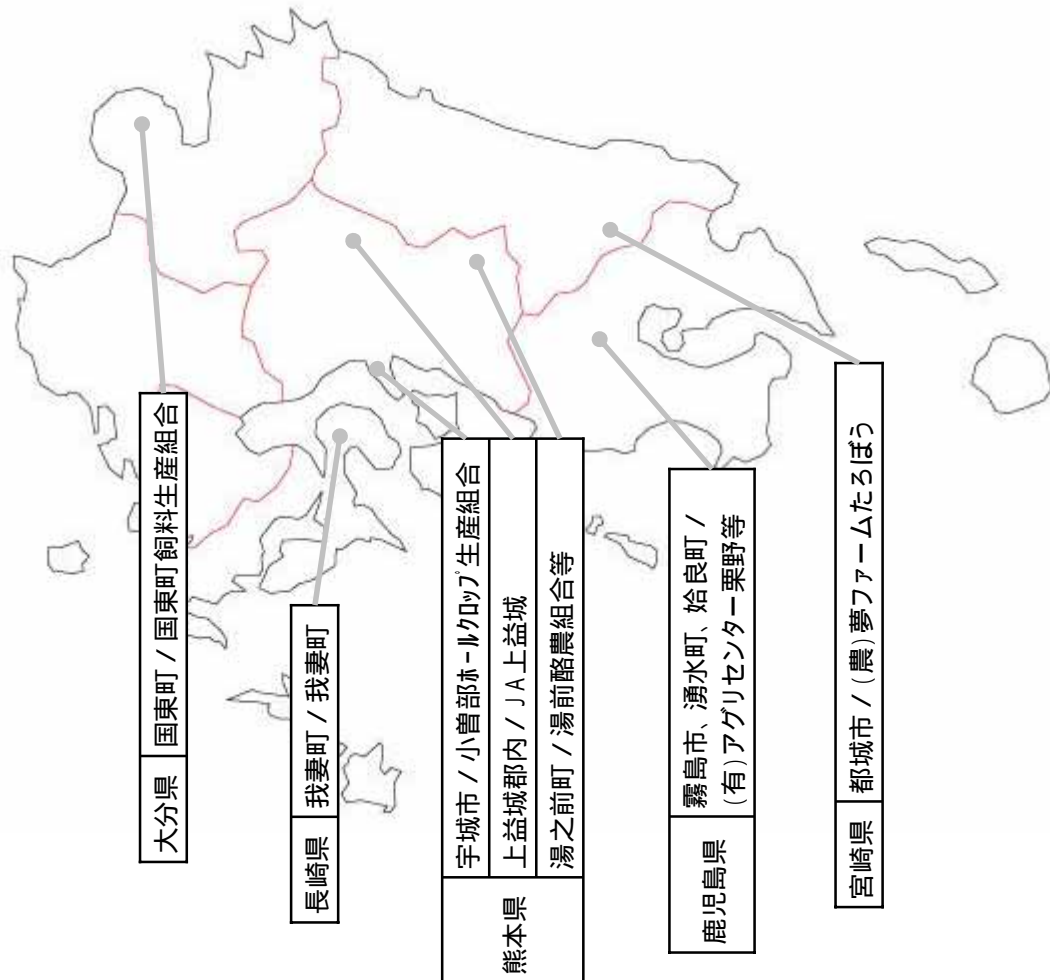 大分県
国東町 / 国東町飼料生産組合
長崎県
我妻町 / 我妻町
熊本県
宇城市 / 小曽部ﾎｰﾙｸﾛｯﾌﾟ生産組合
上益城郡内 / JA上益城
湯之前町 / 湯前酪農組合等
鹿児島県
霧島市、湧水町、姶良町 /
(有)アグリセンター栗野等
宮崎県
都城市 / (農)夢ファームたろぼう